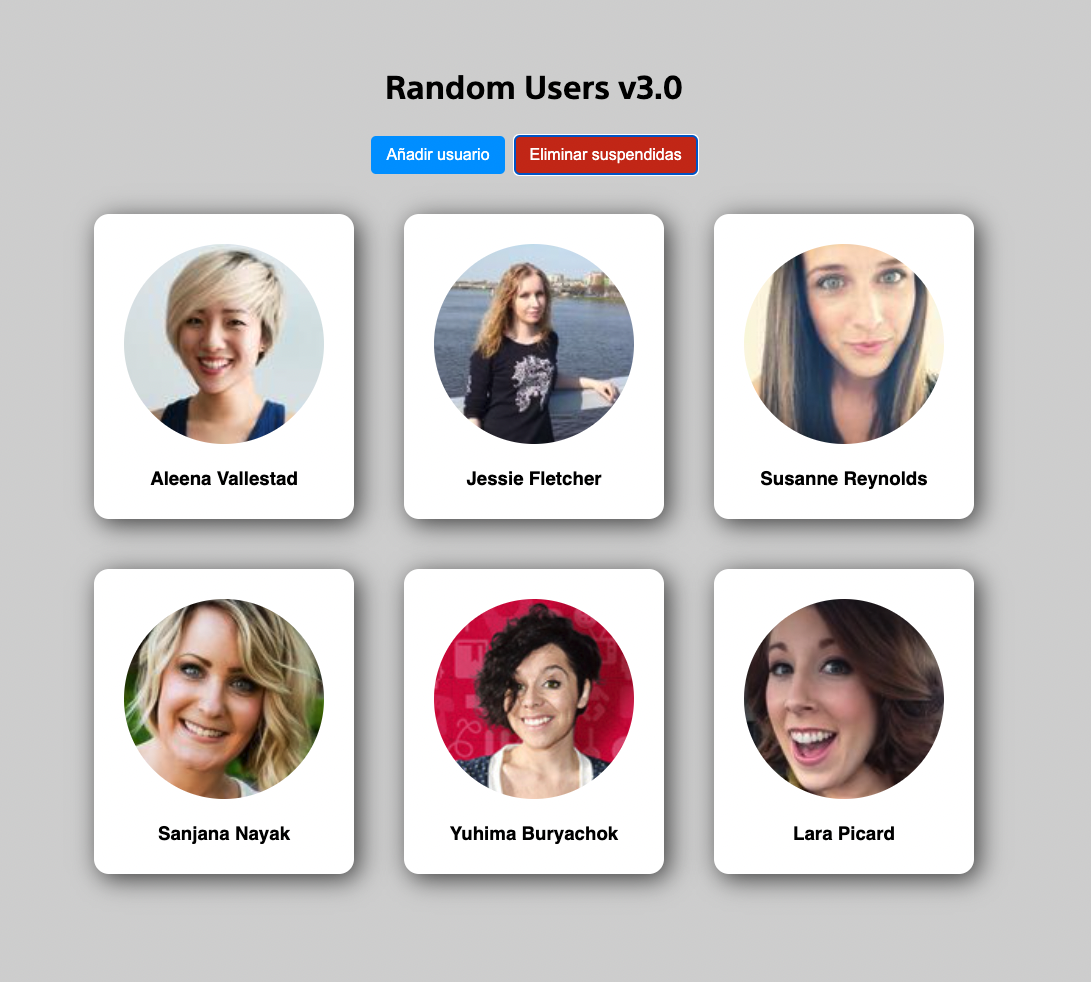 Random Users v3.0
Añadir usuario Eliminar suspendidas
Aleena Vallestad Jessie Fletcher Susanne Reynolds
Sanjana Nayak Yuhima Buryachok Lara Picard